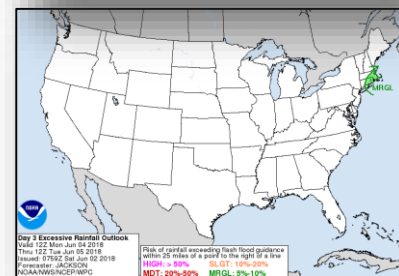 MRGL
NOAA
Day 3 Excessive Rainfall Outlook
Valid 12Z Mon Jun 04 2018
Thru 12Z Tue Jun 05 2018
Issued: 0759Z Sat Jun 02 2018
Forecaster: JACKSON
NOAA/NWS/NCEP/WPC
Risk of rainfall exceeding flash flood guidance
within 25 miles of a point to the right of a line
HIGH: > 50% SLGT: 10%-20%
MDT: 20%-50% MRGL: 5%-10%